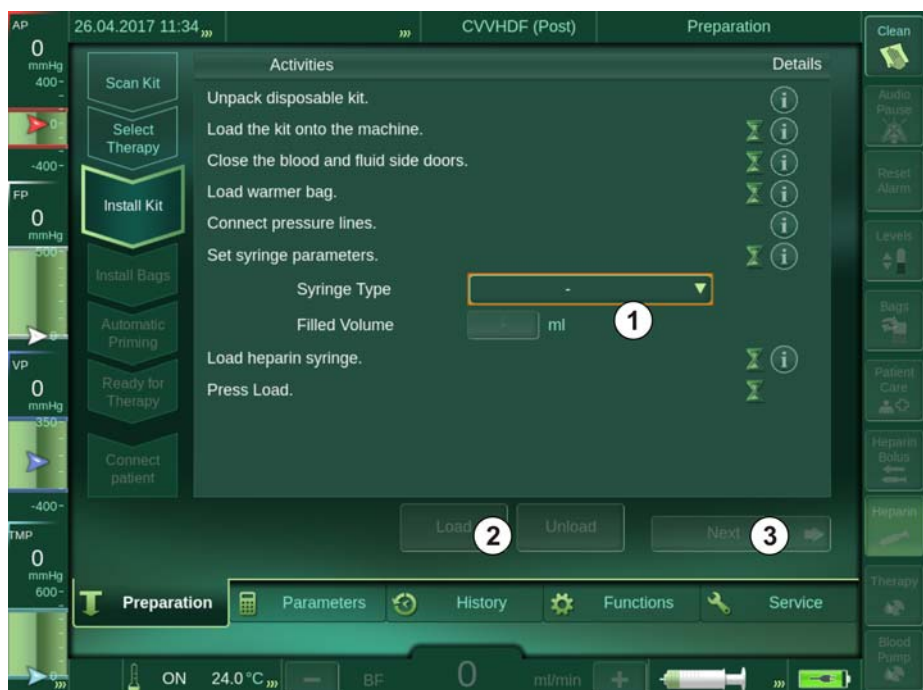 AP
0
mmHg
400
0
-400
FP
0
mmHg
500
0
VP
0
mmHg
350
-400
TMP
0
mmHg
600
0
26.04.2017 11:34
CVVHDF (Post)
Preparation
Scan Kit
Select
Therapy
Install Kit
Install Bags
Automatic
Priming
Ready for
Therapy
Connect
patient
Activities
Details
Unpack disposable kit.
Load the kit onto the machine.
Close the blood and fluid side doors.
Load warmer bag.
Connect pressure lines.
Set syringe parameters.
Syringe Type -
Filled Volume - ml
1
Load heparin syringe.
Press Load.
Load
2
Unload
Next
3
Preparation
Parameters
History
Functions
Service
ON 24.0 °C
BF 0 ml/min
Clean
Audio
Pause
Reset
Alarm
Levels
Bags
Patient
Care
Heparin
Bolus
Heparin
Therapy
Blood
Pump